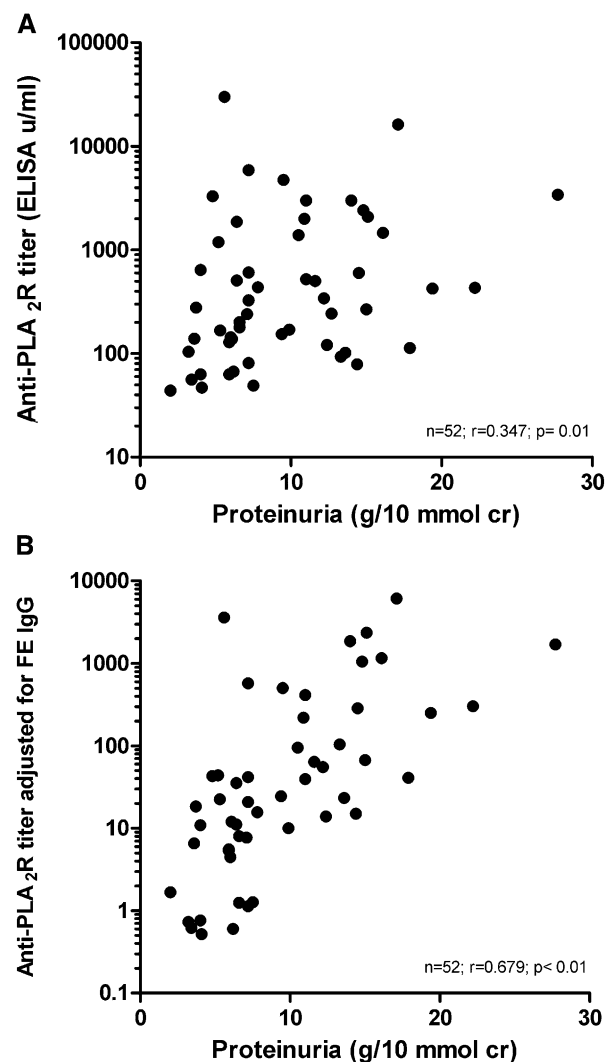 A
100000
10000
1000
100
10
Anti-PLA 2R titer (ELISA u/ml)
n=52; r=0.347; p= 0.01
0 10 20 30
Proteinuria (g/10 mmol cr)
B
10000
1000
100
10
1
0.1
Anti-PLA2R titer adjusted for FE IgG
n=52; r=0.679; p< 0.01
0 10 20 30
Proteinuria (g/10 mmol cr)